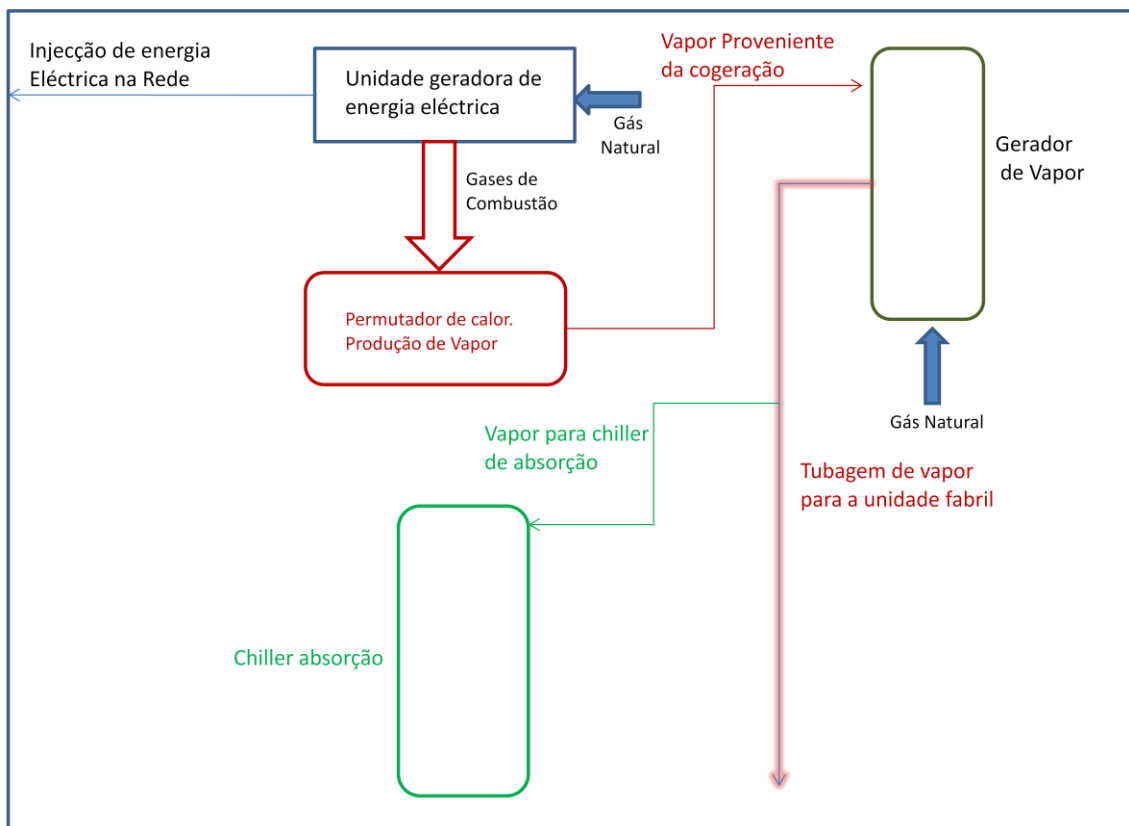 Injecção de energia
Eléctrica na Rede
Unidade geradora de
energia eléctrica
Gás
Natural
Vapor Proveniente
da cogeração
Gerador
de Vapor
Gases de
Combustão
Permutador de calor.
Produção de Vapor
Gás Natural
Vapor para chiller
de absorção
Tubagem de vapor
para a unidade fabril
Chiller absorção